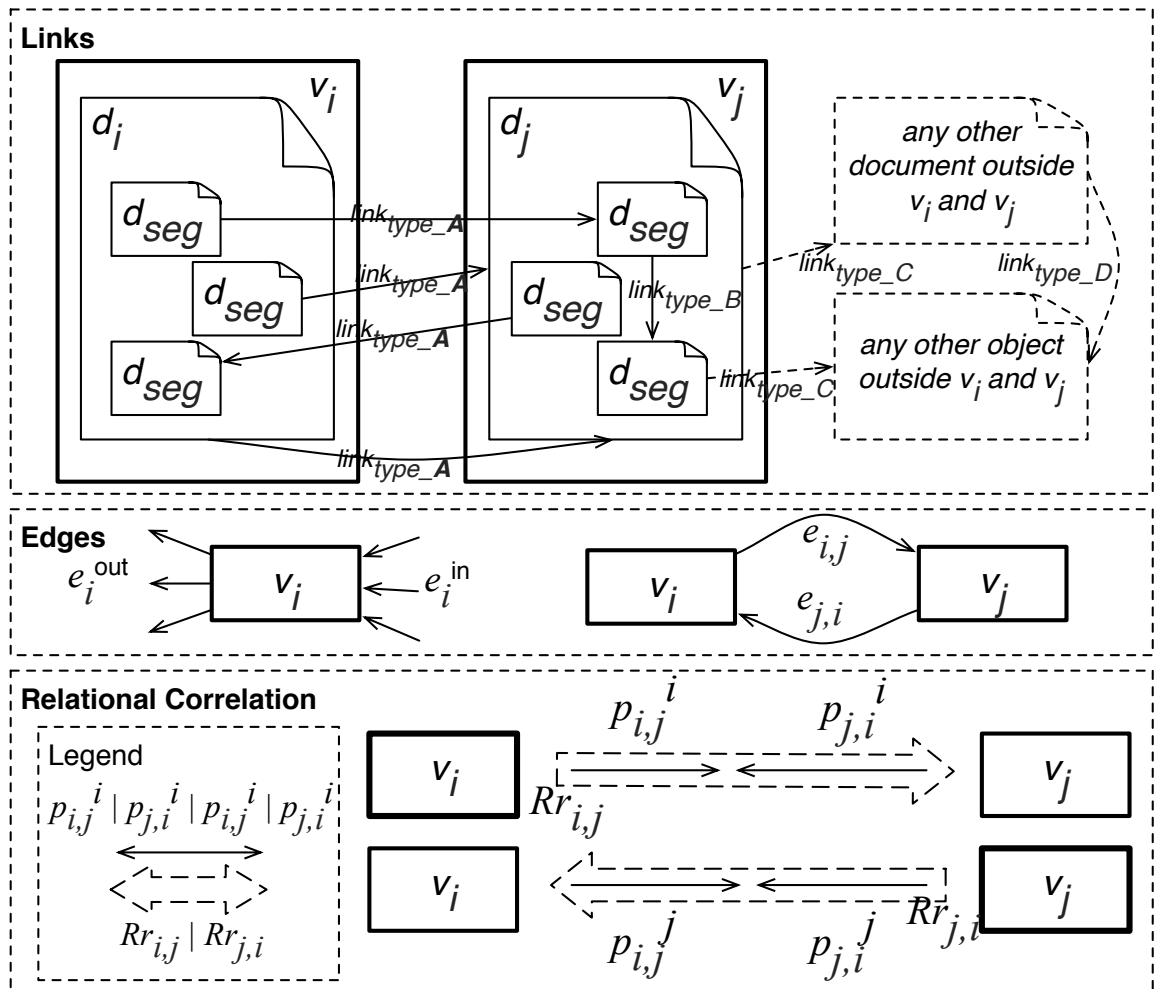 Links
v_i
v_j
d_i
d_j
any other
document outside
v_i and v_j
d_seg
link_type_A
d_seg
d_seg
link_type_A
d_seg
link_type_B
link_type_C
link_type_D
d_seg
link_type_A
d_seg
link_type_C
any other object
outside v_i and v_j
link_type_A
Edges
e_i^out
v_i
e_i^in
v_i
e_i,j
e_j,i
v_j
Relational Correlation
Legend
p_i,j^i | p_j,i^i | p_i,j^i | p_j,i^i
Rr_i,j | Rr_j,i
p_i,j^i
p_j,i^i
v_i
Rr_i,j
v_j
v_i
Rr_j,i
v_j
p_i,j^j
p_j,i^j